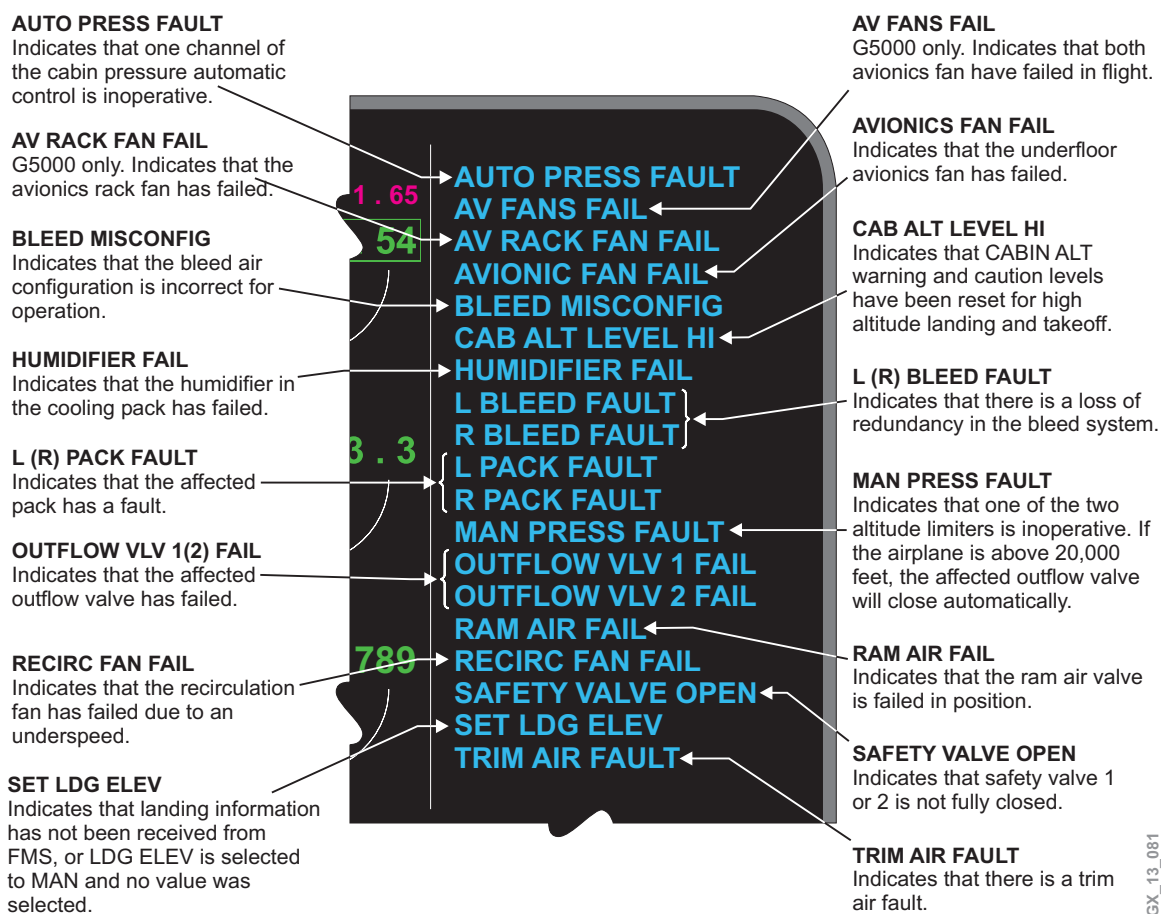 AUTO PRESS FAULT
Indicates that one channel of
the cabin pressure automatic
control is inoperative.
AV RACK FAN FAIL
G5000 only. Indicates that the
avionics rack fan has failed.
BLEED MISCONFIG
Indicates that the bleed air
configuration is incorrect for
operation.
HUMIDIFIER FAIL
Indicates that the humidifier in
the cooling pack has failed.
L (R) PACK FAULT
Indicates that the affected
pack has a fault.
OUTFLOW VLV 1(2) FAIL
Indicates that the affected
outflow valve has failed.
RECIRC FAN FAIL
Indicates that the recirculation
fan has failed due to an
underspeed.
SET LDG ELEV
Indicates that landing information
has not been received from
FMS, or LDG ELEV is selected
to MAN and no value was
selected.
1.65
54
3.3
789
AUTO PRESS FAULT
AV FANS FAIL
AV RACK FAN FAIL
AVIONIC FAN FAIL
BLEED MISCONFIG
CAB ALT LEVEL HI
HUMIDIFIER FAIL
L BLEED FAULT
R BLEED FAULT
L PACK FAULT
R PACK FAULT
MAN PRESS FAULT
OUTFLOW VLV 1 FAIL
OUTFLOW VLV 2 FAIL
RAM AIR FAIL
RECIRC FAN FAIL
SAFETY VALVE OPEN
SET LDG ELEV
TRIM AIR FAULT
AV FANS FAIL
G5000 only. Indicates that both
avionics fan have failed in flight.
AVIONICS FAN FAIL
Indicates that the underfloor
avionics fan has failed.
CAB ALT LEVEL HI
Indicates that CABIN ALT
warning and caution levels
have been reset for high
altitude landing and takeoff.
L (R) BLEED FAULT
Indicates that there is a loss of
redundancy in the bleed system.
MAN PRESS FAULT
Indicates that one of the two
altitude limiters is inoperative. If
the airplane is above 20,000
feet, the affected outflow valve
will close automatically.
RAM AIR FAIL
Indicates that the ram air valve
is failed in position.
SAFETY VALVE OPEN
Indicates that safety valve 1
or 2 is not fully closed.
TRIM AIR FAULT
Indicates that there is a trim
air fault.
GX_13_081